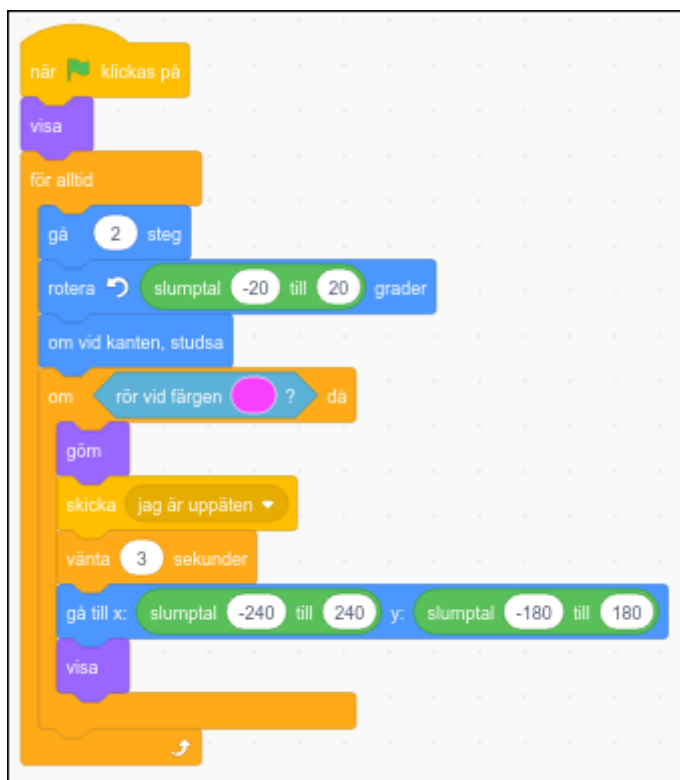 när klickas på
visa
för alltid
gå 2 steg
rotera slumptal -20 till 20 grader
om vid kanten, studsa
om rör vid färgen ? då
göm
skicka jag är uppäten
vänta 3 sekunder
gå till x: slumptal -240 till 240 y: slumptal -180 till 180
visa